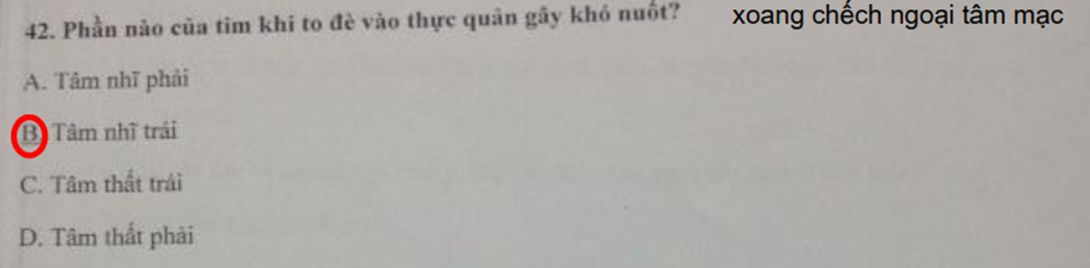 42. Phần nào của tim khi to đè vào thực quản gây khó nuốt?
xoang chếch ngoại tâm mạc
A. Tâm nhĩ phải
B. Tâm nhĩ trái
C. Tâm thất trái
D. Tâm thất phải